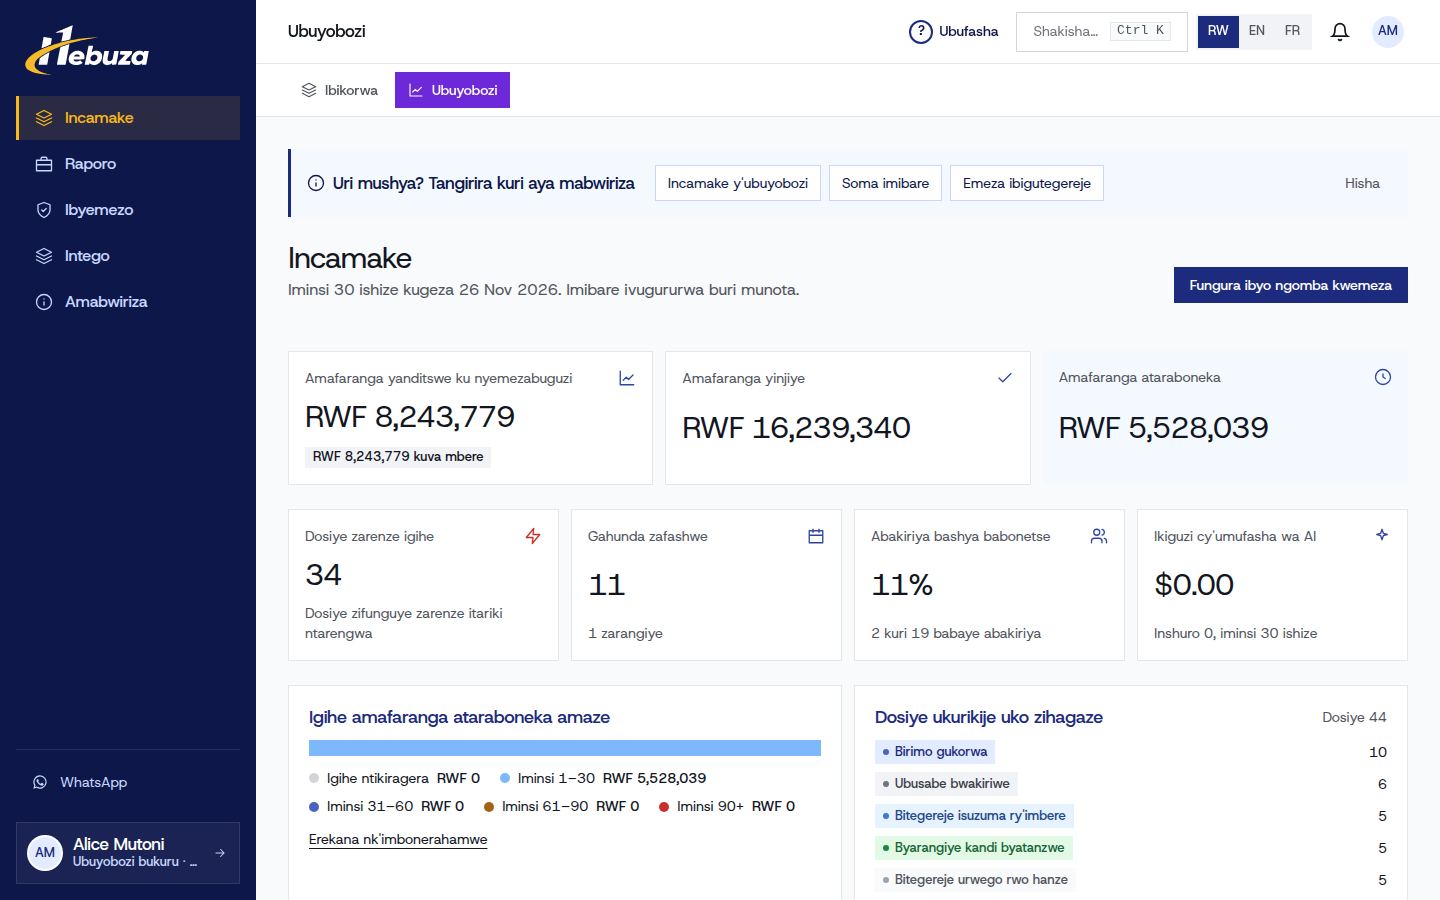 Hebuza
Incamake
Raporo
Ibyemezo
Intego
Amabwiriza
WhatsApp
AM
Alice Mutoni
Ubuyobozi bukuru · …
Ubuyobozi
? Ubufasha
Shakisha… Ctrl K
RW EN FR
AM
Ibikorwa
Ubuyobozi
Uri mushya? Tangirira kuri aya mabwiriza
Incamake y'ubuyobozi
Soma imibare
Emeza ibigutegereje
Hisha
Incamake
Iminsi 30 ishize kugeza 26 Nov 2026. Imibare ivugururwa buri munota.
Fungura ibyo ngomba kwemeza
Amafaranga yanditswe ku nyemezabuguzi
RWF 8,243,779
RWF 8,243,779 kuva mbere
Amafaranga yinjiye
RWF 16,239,340
Amafaranga ataraboneka
RWF 5,528,039
Dosiye zarenze igihe
34
Dosiye zifunguye zarenze itariki
ntarengwa
Gahunda zafashwe
11
1 zarangiye
Abakiriya bashya babonetse
11%
2 kuri 19 babaye abakiriya
Ikiguzi cy'umufasha wa AI
$0.00
Inshuro 0, iminsi 30 ishize
Igihe amafaranga ataraboneka amaze
Igihe ntikiragera RWF 0
Iminsi 1–30 RWF 5,528,039
Iminsi 31–60 RWF 0
Iminsi 61–90 RWF 0
Iminsi 90+ RWF 0
Erekana nk'imbonerahamwe
Dosiye ukurikije uko zihagaze
Dosiye 44
Birimo gukorwa 10
Ubusabe bwakiriwe 6
Bitegereje isuzuma ry'imbere 5
Byarangiye kandi byatanzwe 5
Bitegereje urwego rwo hanze 5